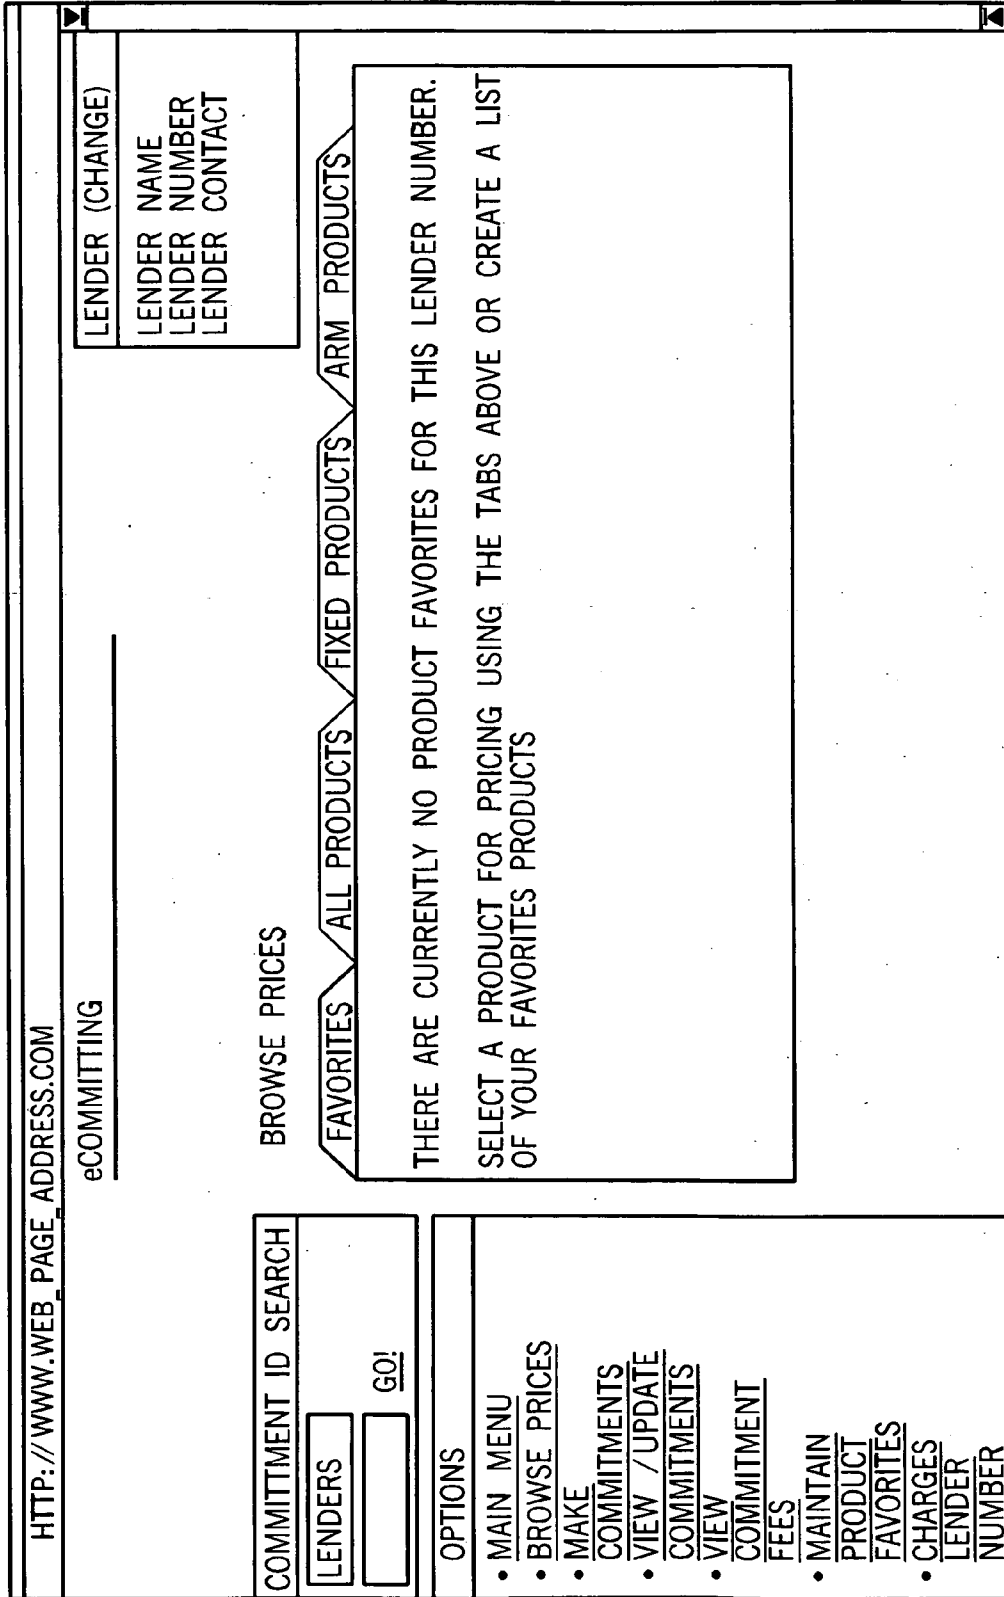 HTTP://WWW.WEB_PAGE_ADDRESS.COM
eCOMMITTING
LENDER (CHANGE)
LENDER NAME
LENDER NUMBER
LENDER CONTACT
COMMITTMENT ID SEARCH
LENDERS
GO!
OPTIONS
• MAIN MENU
• BROWSE PRICES
• MAKE
COMMITMENTS
• VIEW /UPDATE
COMMITMENTS
• VIEW
COMMITMENT
FEES
• MAINTAIN
PRODUCT
FAVORITES
• CHARGES
LENDER
NUMBER
BROWSE PRICES
FAVORITES
ALL PRODUCTS
FIXED PRODUCTS
ARM PRODUCTS
THERE ARE CURRENTLY NO PRODUCT FAVORITES FOR THIS LENDER NUMBER.
SELECT A PRODUCT FOR PRICING USING THE TABS ABOVE OR CREATE A LIST
OF YOUR FAVORITES PRODUCTS